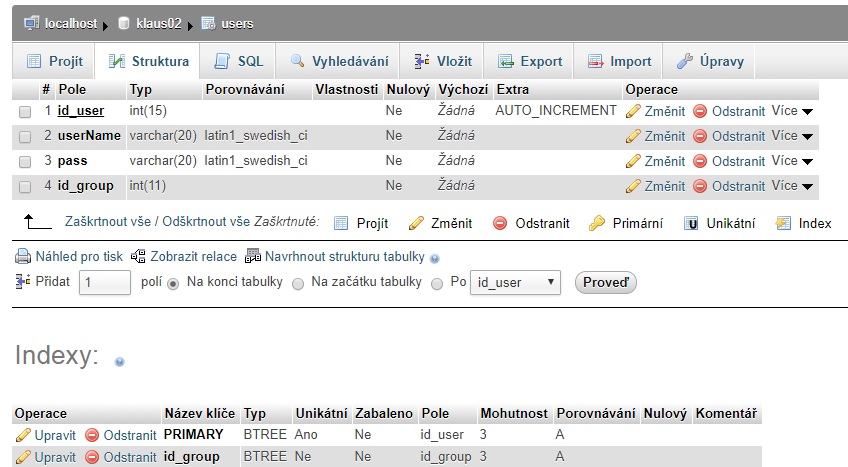 localhost klaus02 users
Projít Struktura SQL Vyhledávání Vložit Export Import Úpravy
# Pole Typ Porovnávání Vlastnosti Nulový Výchozí Extra Operace
1 id_user int(15) Ne Žádná AUTO_INCREMENT Změnit Odstranit Více
2 userName varchar(20) latin1_swedish_ci Ne Žádná Změnit Odstranit Více
3 pass varchar(20) latin1_swedish_ci Ne Žádná Změnit Odstranit Více
4 id_group int(11) Ne Žádná Změnit Odstranit Více
Zaškrtnout vše / Odškrtnout vše Zaškrtnuté: Projít Změnit Odstranit Primární U Unikátní Index
Náhled pro tisk Zobrazit relace Navrhnout strukturu tabulky
Přidat 1 polí Na konci tabulky Na začátku tabulky Po id_user Proveď
Indexy:
Operace Název klíče Typ Unikátní Zabaleno Pole Mohutnost Porovnávání Nulový Komentář
Upravit Odstranit PRIMARY BTREE Ano Ne id_user 3 A
Upravit Odstranit id_group BTREE Ne Ne id_group 3 A